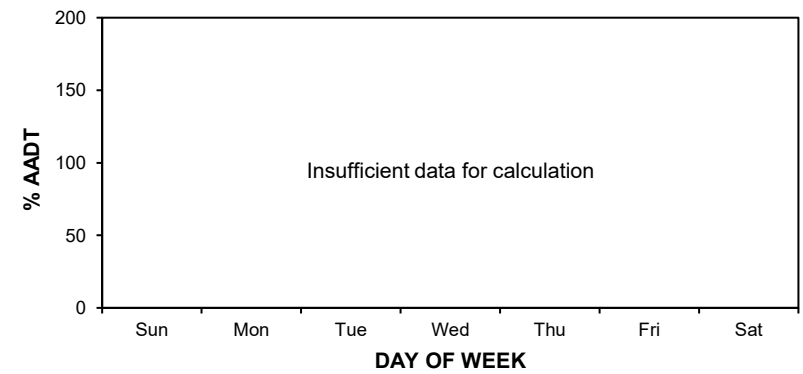 200
150
100
50
0
% AADT
Insufficient data for calculation
Sun Mon Tue Wed Thu Fri Sat
DAY OF WEEK